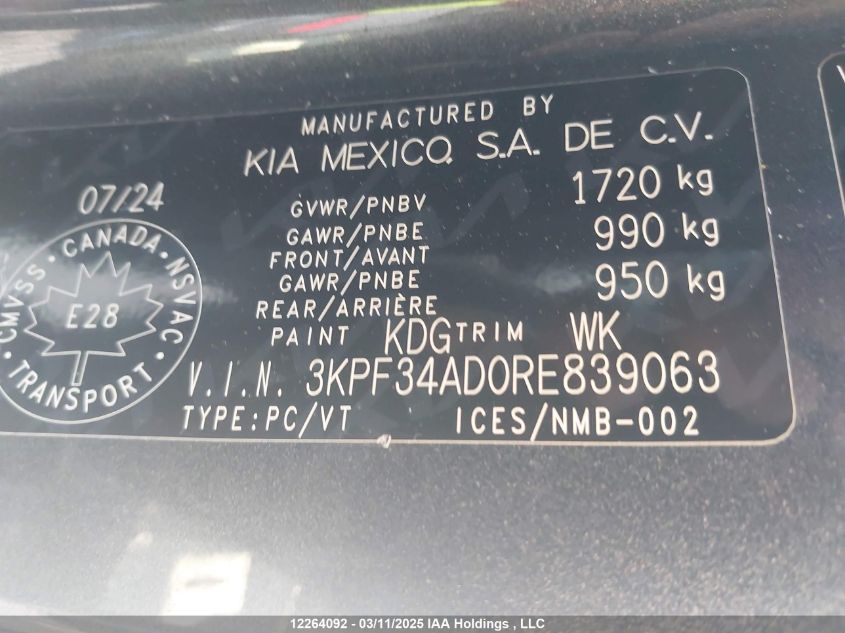 MANUFACTURED BY
KIA MEXICO, S.A. DE C.V.
07/24
GVWR/PNBV 1720 kg
GAWR/PNBE 990 kg
FRONT/AVANT
GAWR/PNBE 950 kg
REAR/ARRIÈRE
PAINT KDG TRIM WK
V.I.N. 3KPF34AD0RE839063
TYPE:PC/VT ICES/NMB-002
CMVSS · CANADA · NSVAC
E28
· TRANSPORT ·
12264092 - 03/11/2025 IAA Holdings , LLC